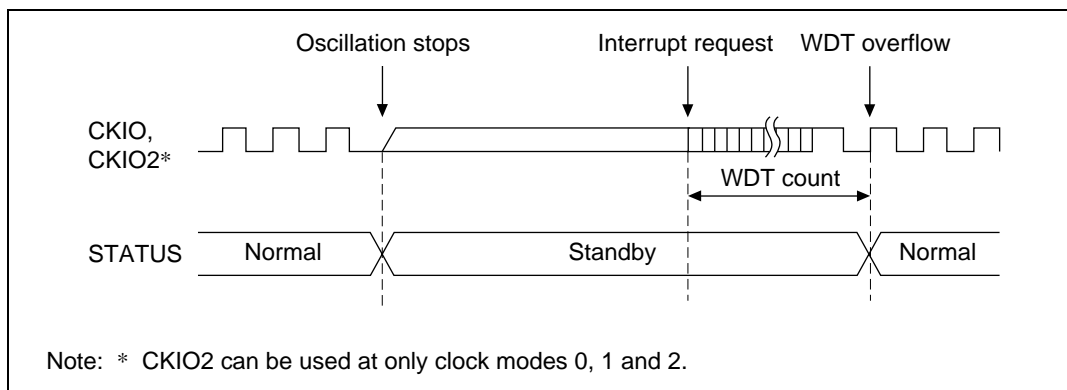 Oscillation stops Interrupt request WDT overflow
CKIO,
CKIO2*
WDT count
STATUS Normal Standby Normal
Note: * CKIO2 can be used at only clock modes 0, 1 and 2.